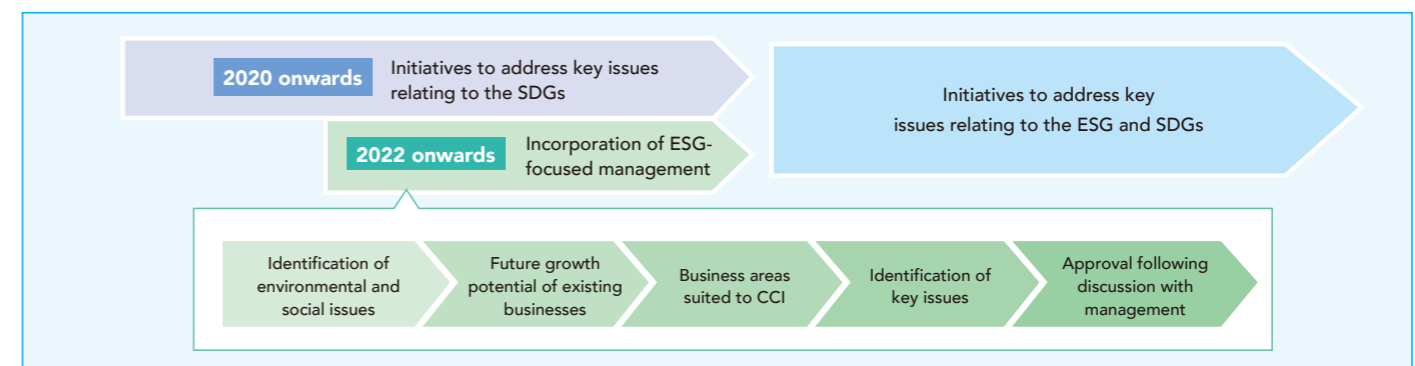 2020 onwards
Initiatives to address key issues
relating to the SDGs
2022 onwards
Incorporation of ESG-
focused management
Initiatives to address key
issues relating to the ESG and SDGs
Identification of
environmental and
social issues
Future growth
potential of existing
businesses
Business areas
suited to CCI
Identification of
key issues
Approval following
discussion with
management